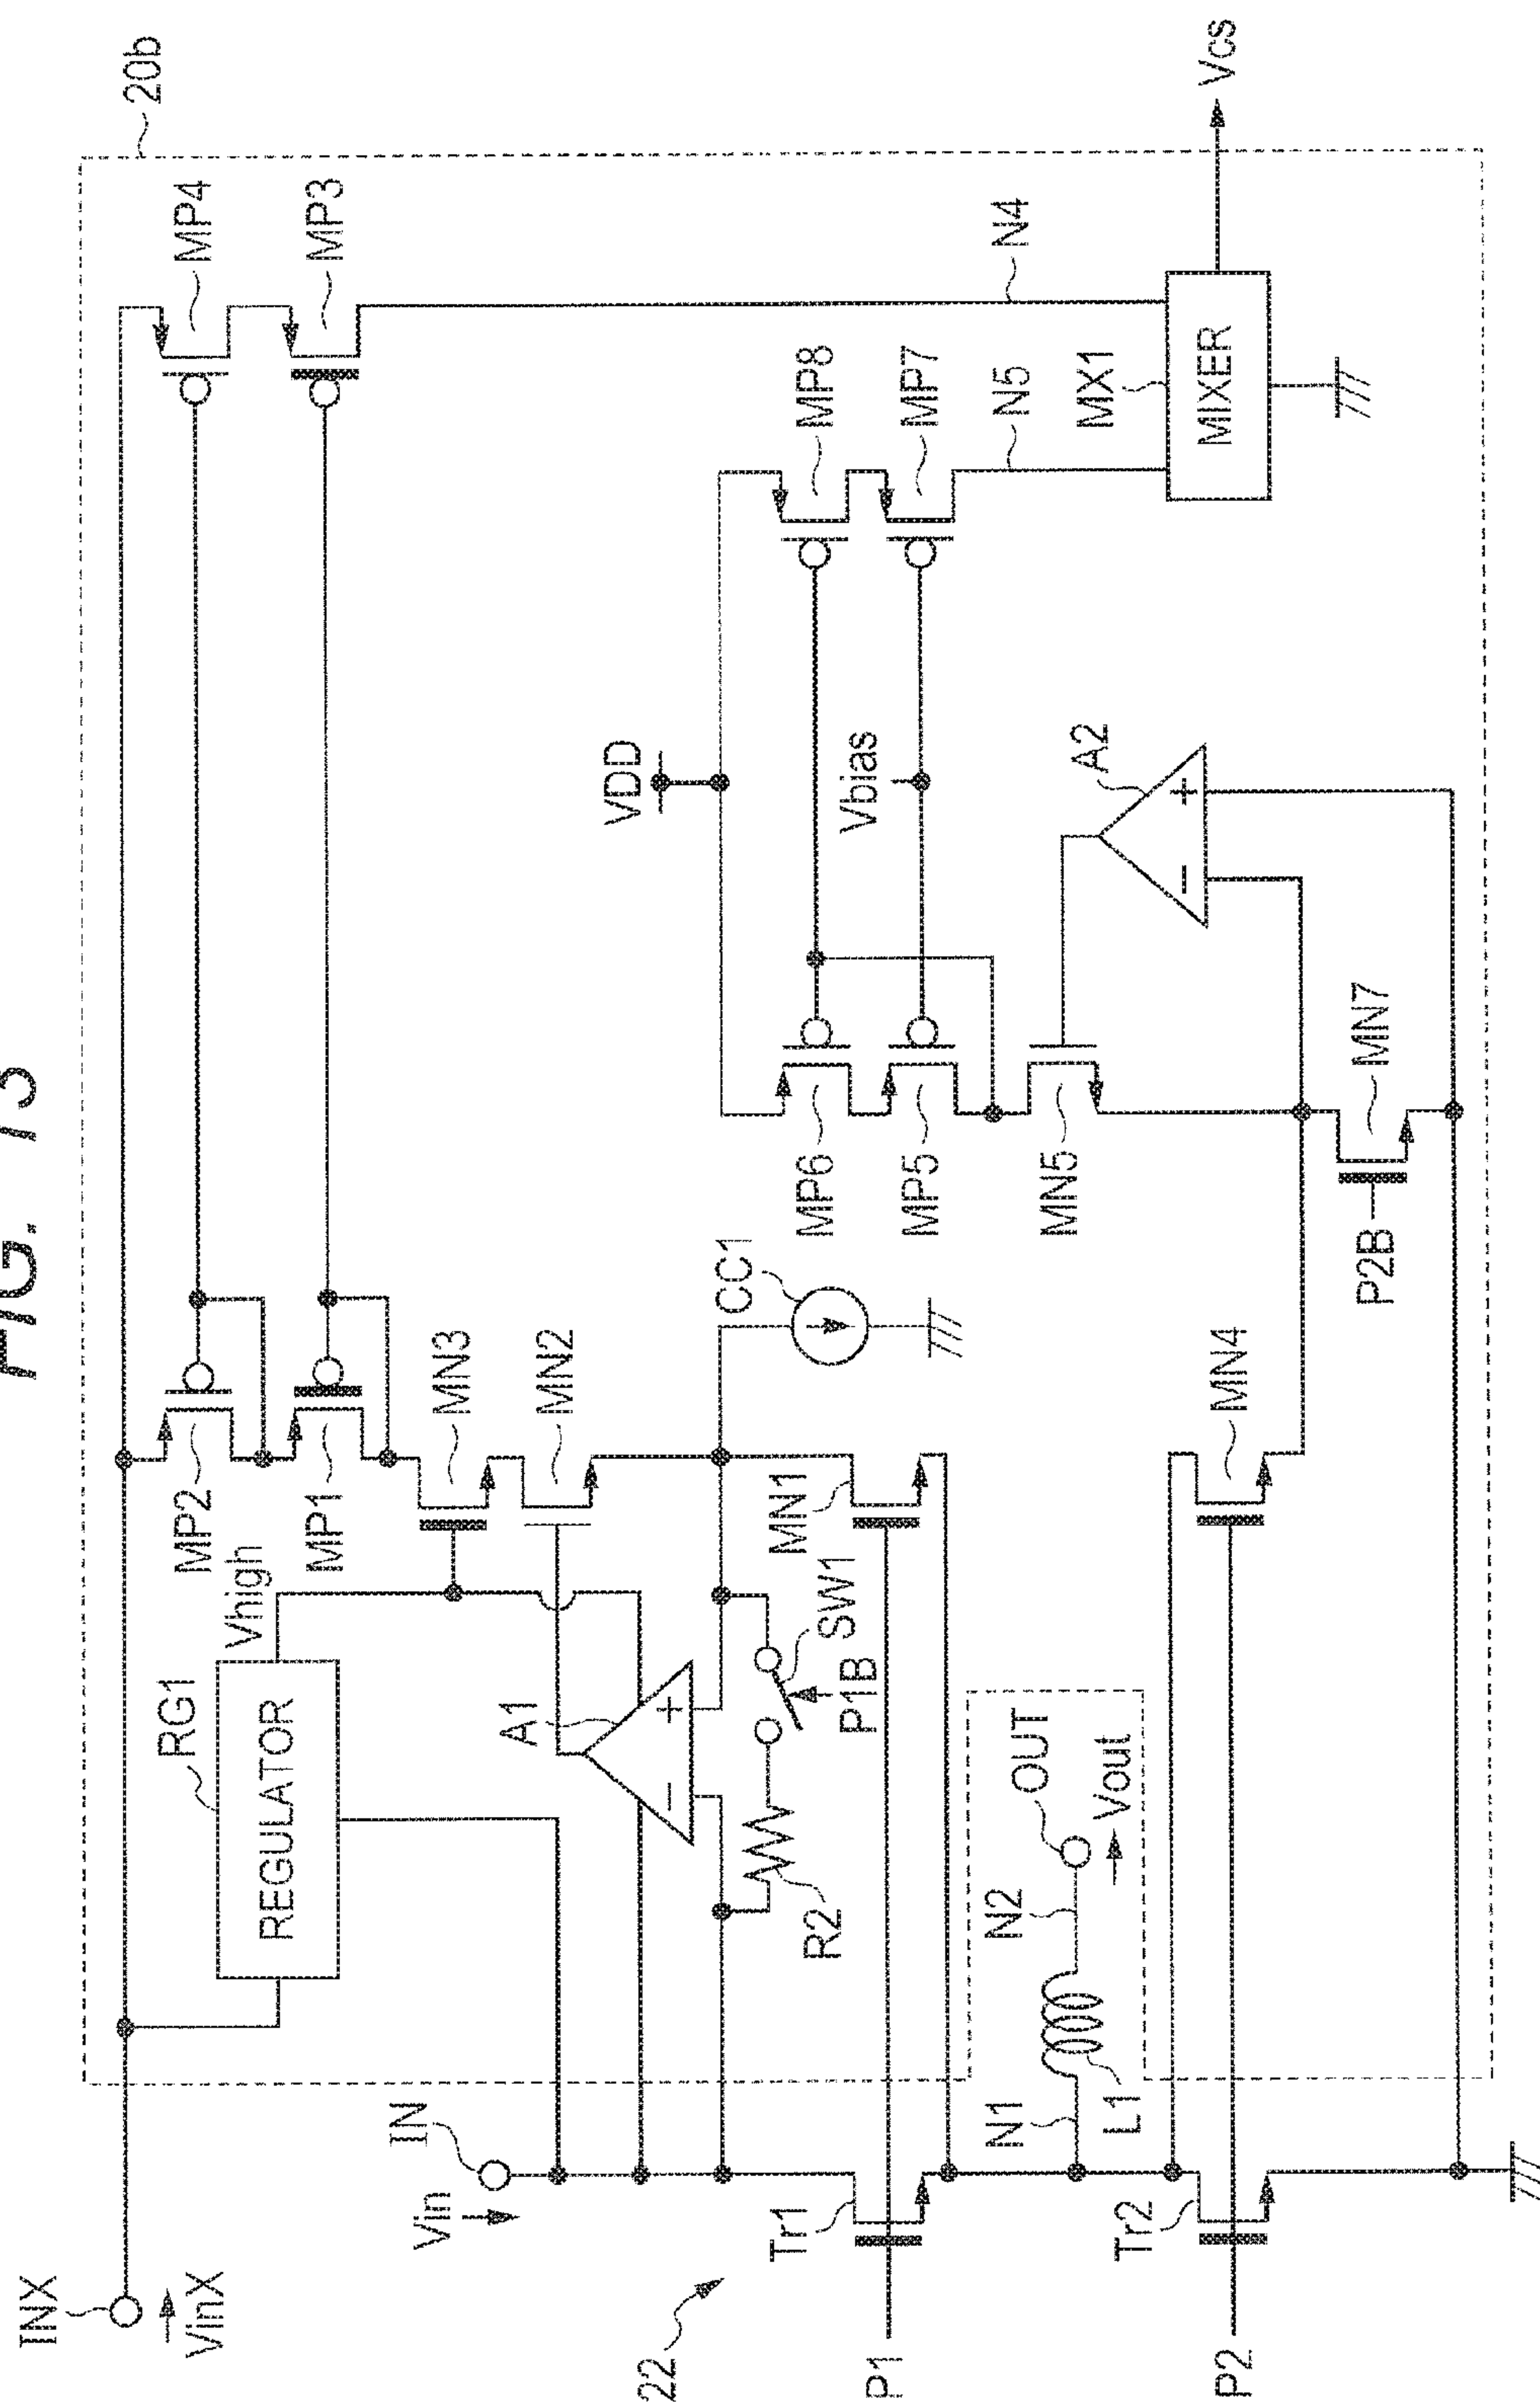 FIG. 13
20b
INX
VinX
MP2
MP4
RG1
Vhigh
REGULATOR
MP1
MP3
IN
Vin
MN3
A1
MN2
VDD
CC1
+
−
R2
SW1
P1B
MN1
MP6
MP8
Vbias
MP5
MP7
MN5
A2
−
+
N5
N4
MX1
MIXER
Vcs
22
Tr1
P1
N1
N2
OUT
L1
Vout
Tr2
P2
MN4
P2B
MN7